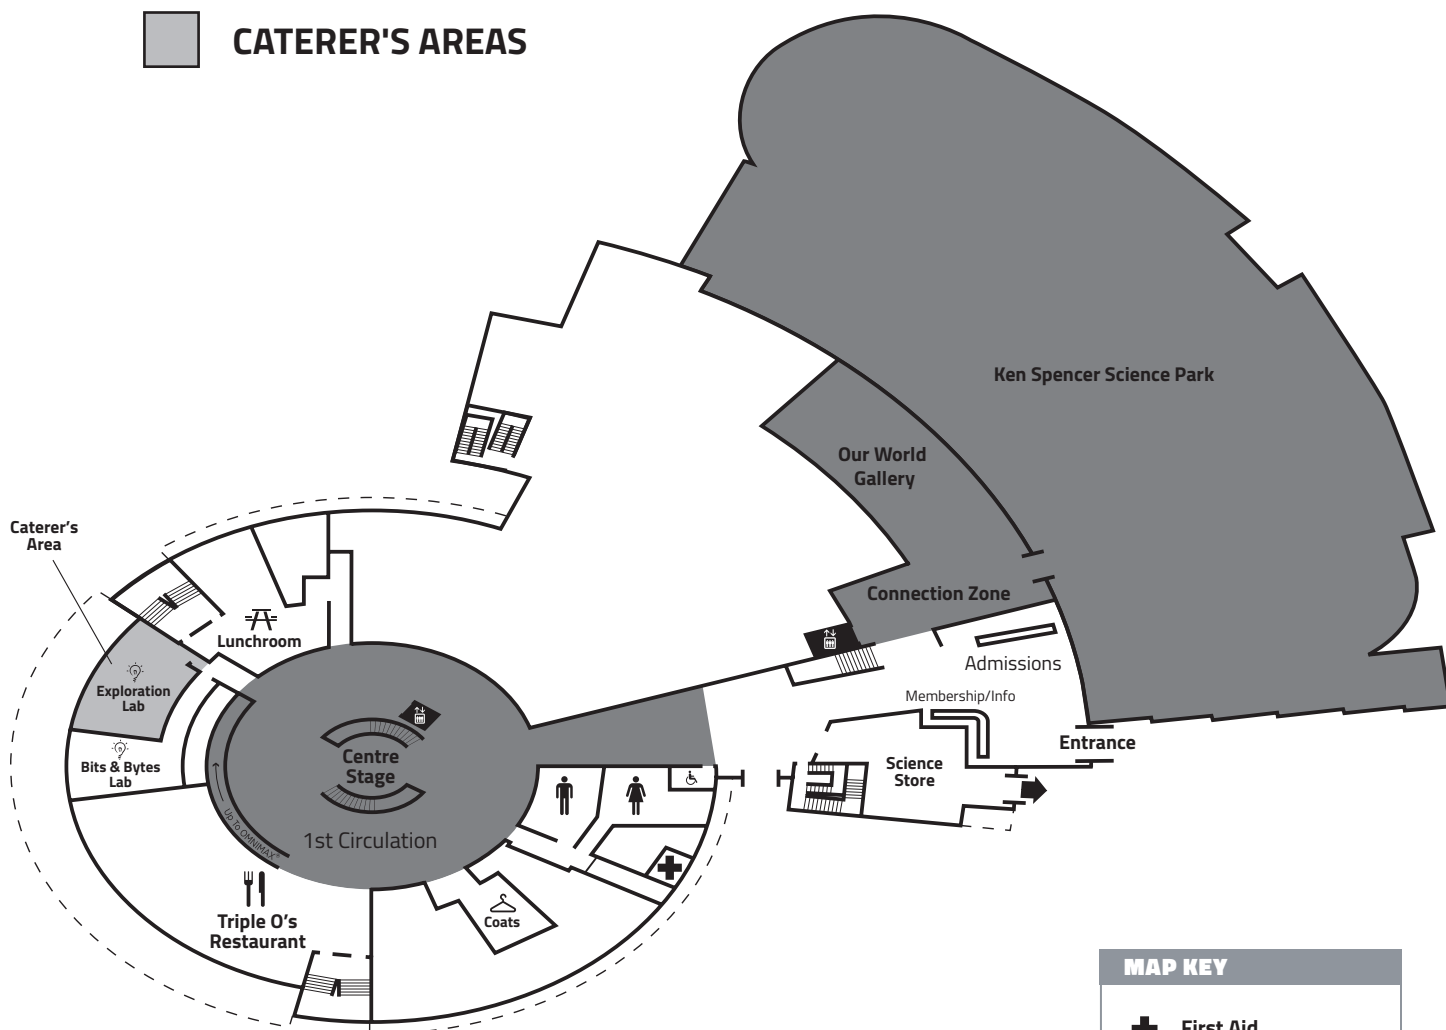 CATERER'S AREAS
Ken Spencer Science Park
Our World
Gallery
Caterer’s
Area
Connection Zone
Lunchroom
Admissions
Exploration
Lab
Membership/Info
Centre
Stage
Entrance
Bits & Bytes
Lab
Science
Store
Up To OMNIMAX®
1st Circulation
Triple O’s
Restaurant
Coats
MAP KEY
First Aid